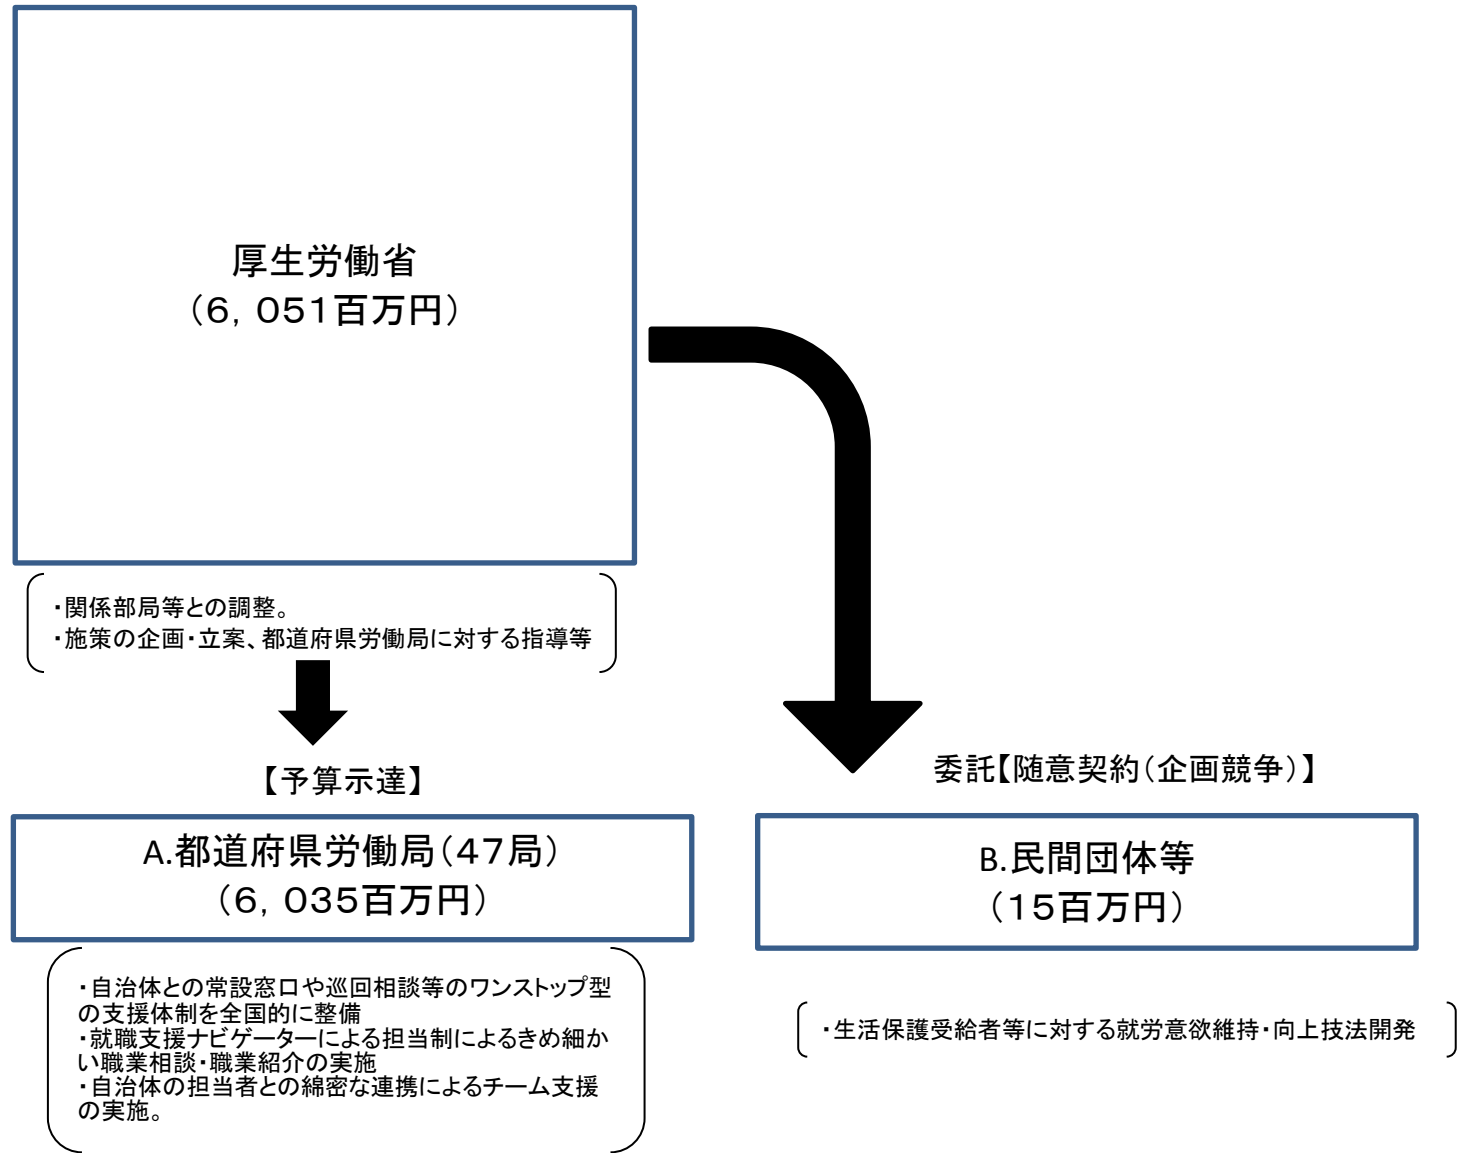 厚生労働省
（６，０５１百万円）
・関係部局等との調整。
・施策の企画・立案、都道府県労働局に対する指導等
【予算示達】
委託【随意契約（企画競争）】
A.都道府県労働局（４７局）
（６，０３５百万円）
B.民間団体等
（１５百万円）
・自治体との常設窓口や巡回相談等のワンストップ型
の支援体制を全国的に整備
・就職支援ナビゲーターによる担当制によるきめ細か
い職業相談・職業紹介の実施
・自治体の担当者との綿密な連携によるチーム支援
の実施。
・生活保護受給者等に対する就労意欲維持・向上技法開発